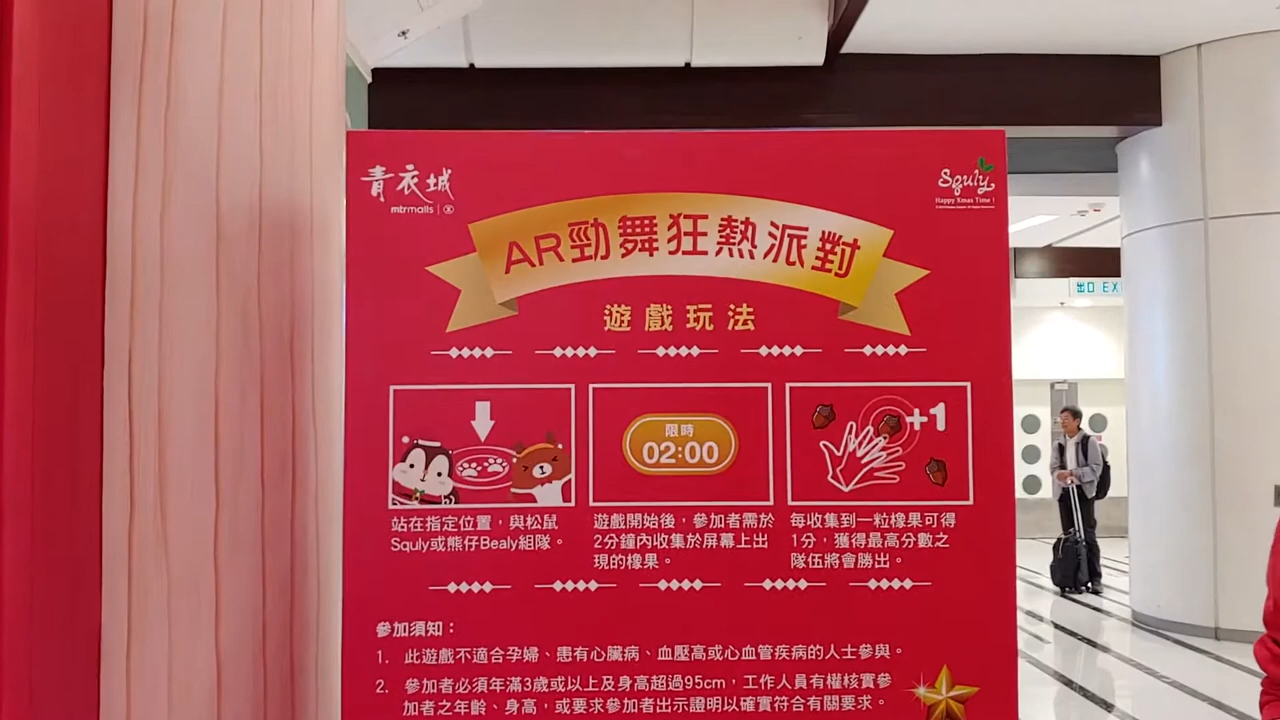 青衣城
mtrmalls
Squly
Happy Xmas Time !
AR勁舞狂熱派對
遊戲玩法
出口 EXI
限時
02:00
+1
站在指定位置，與松鼠
Squly或熊仔Bealy組隊。
遊戲開始後，參加者需於
2分鐘內收集於屏幕上出
現的橡果。
每收集到一粒橡果可得
1分，獲得最高分數之
隊伍將會勝出。
參加須知：
1. 此遊戲不適合孕婦、患有心臟病、血壓高或心血管疾病的人士參與。
2. 參加者必須年滿3歲或以上及身高超過95cm，工作人員有權核實參
加者之年齡、身高，或要求參加者出示證明以確實符合有關要求。